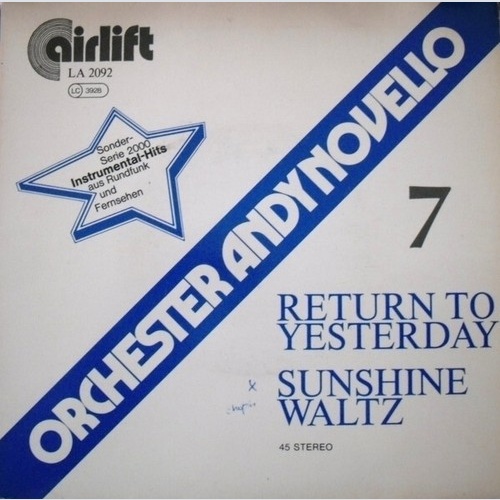 airlift
LA 2092
LC 3928
Sonder-
Serie 2000
Instrumental-Hits
aus Rundfunk
und
Fernsehen
ORCHESTER ANDY NOVELLO
7
RETURN TO
YESTERDAY
x
SUNSHINE
WALTZ
45 STEREO